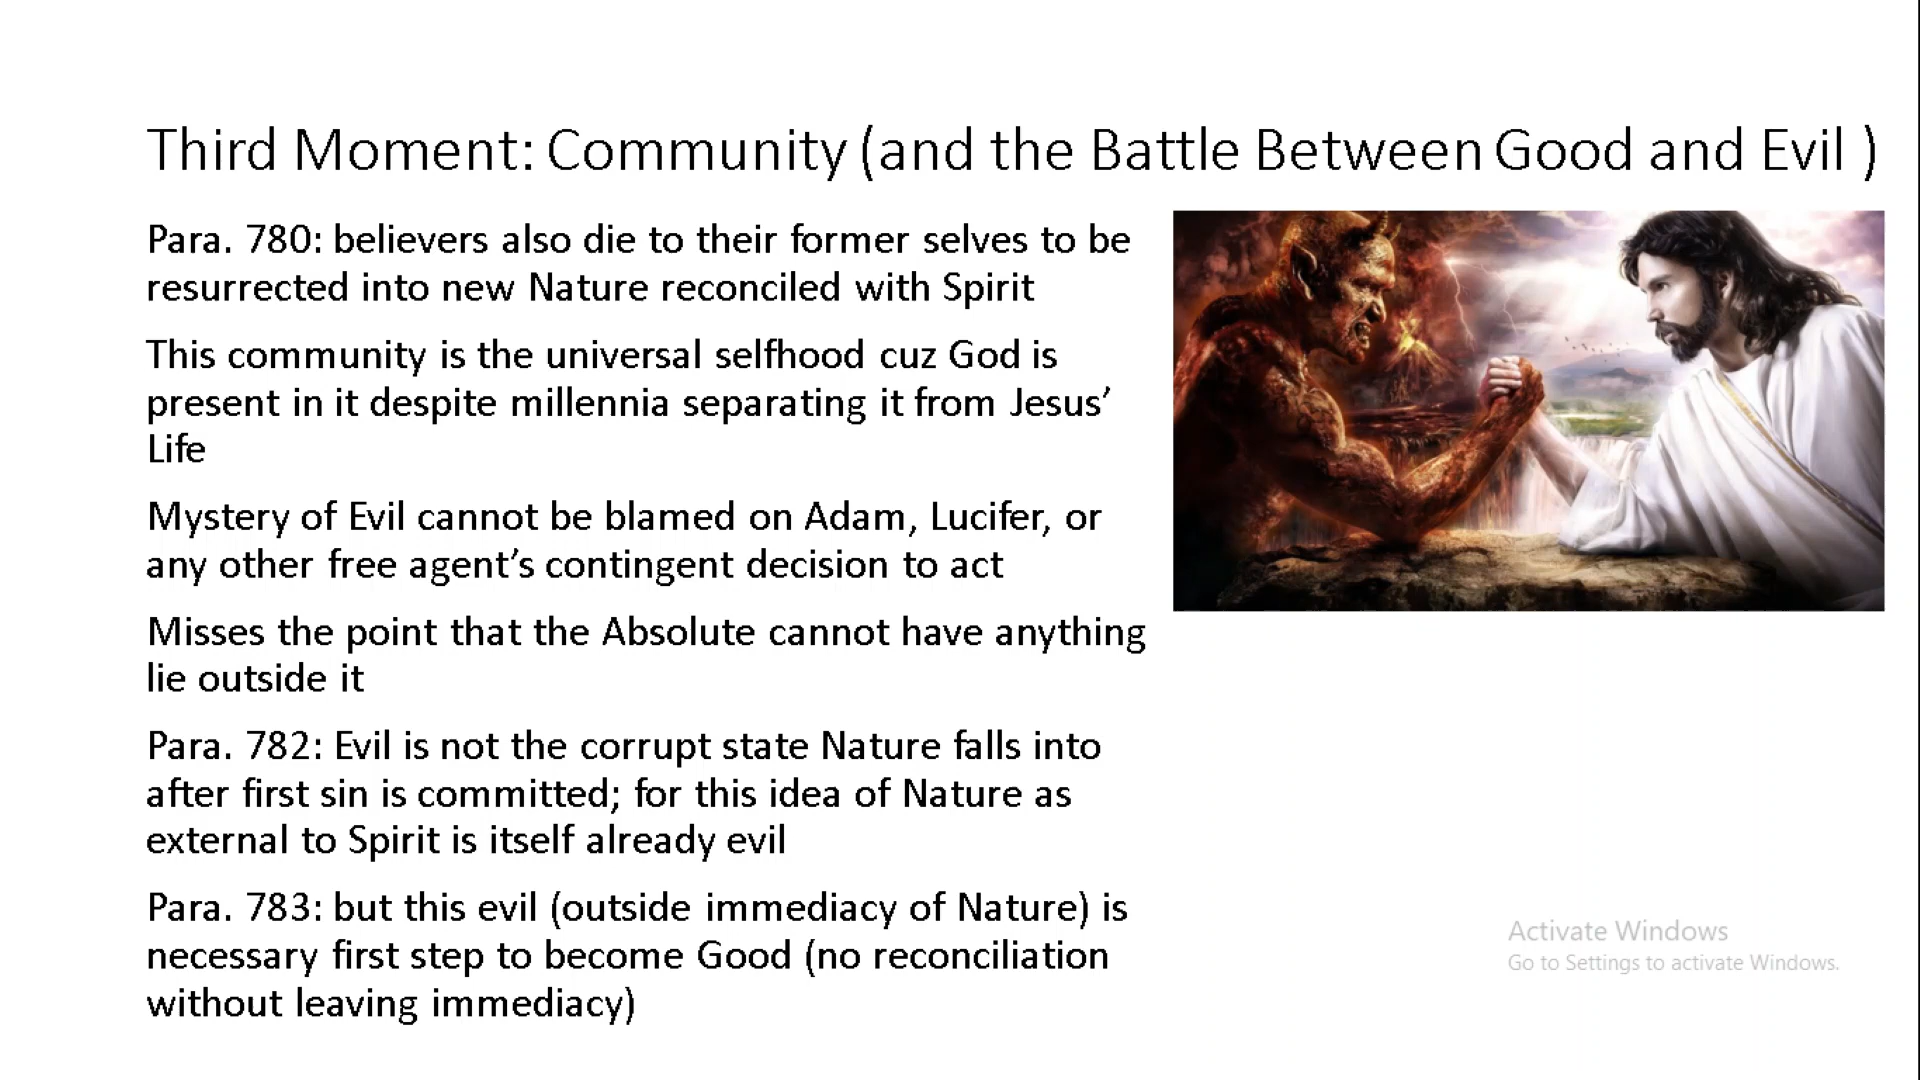 Third Moment: Community (and the Battle Between Good and Evil )
Para. 780: believers also die to their former selves to be
resurrected into new Nature reconciled with Spirit
This community is the universal selfhood cuz God is
present in it despite millennia separating it from Jesus’
Life
Mystery of Evil cannot be blamed on Adam, Lucifer, or
any other free agent’s contingent decision to act
Misses the point that the Absolute cannot have anything
lie outside it
Para. 782: Evil is not the corrupt state Nature falls into
after first sin is committed; for this idea of Nature as
external to Spirit is itself already evil
Para. 783: but this evil (outside immediacy of Nature) is
necessary first step to become Good (no reconciliation
without leaving immediacy)
Activate Windows
Go to Settings to activate Windows.